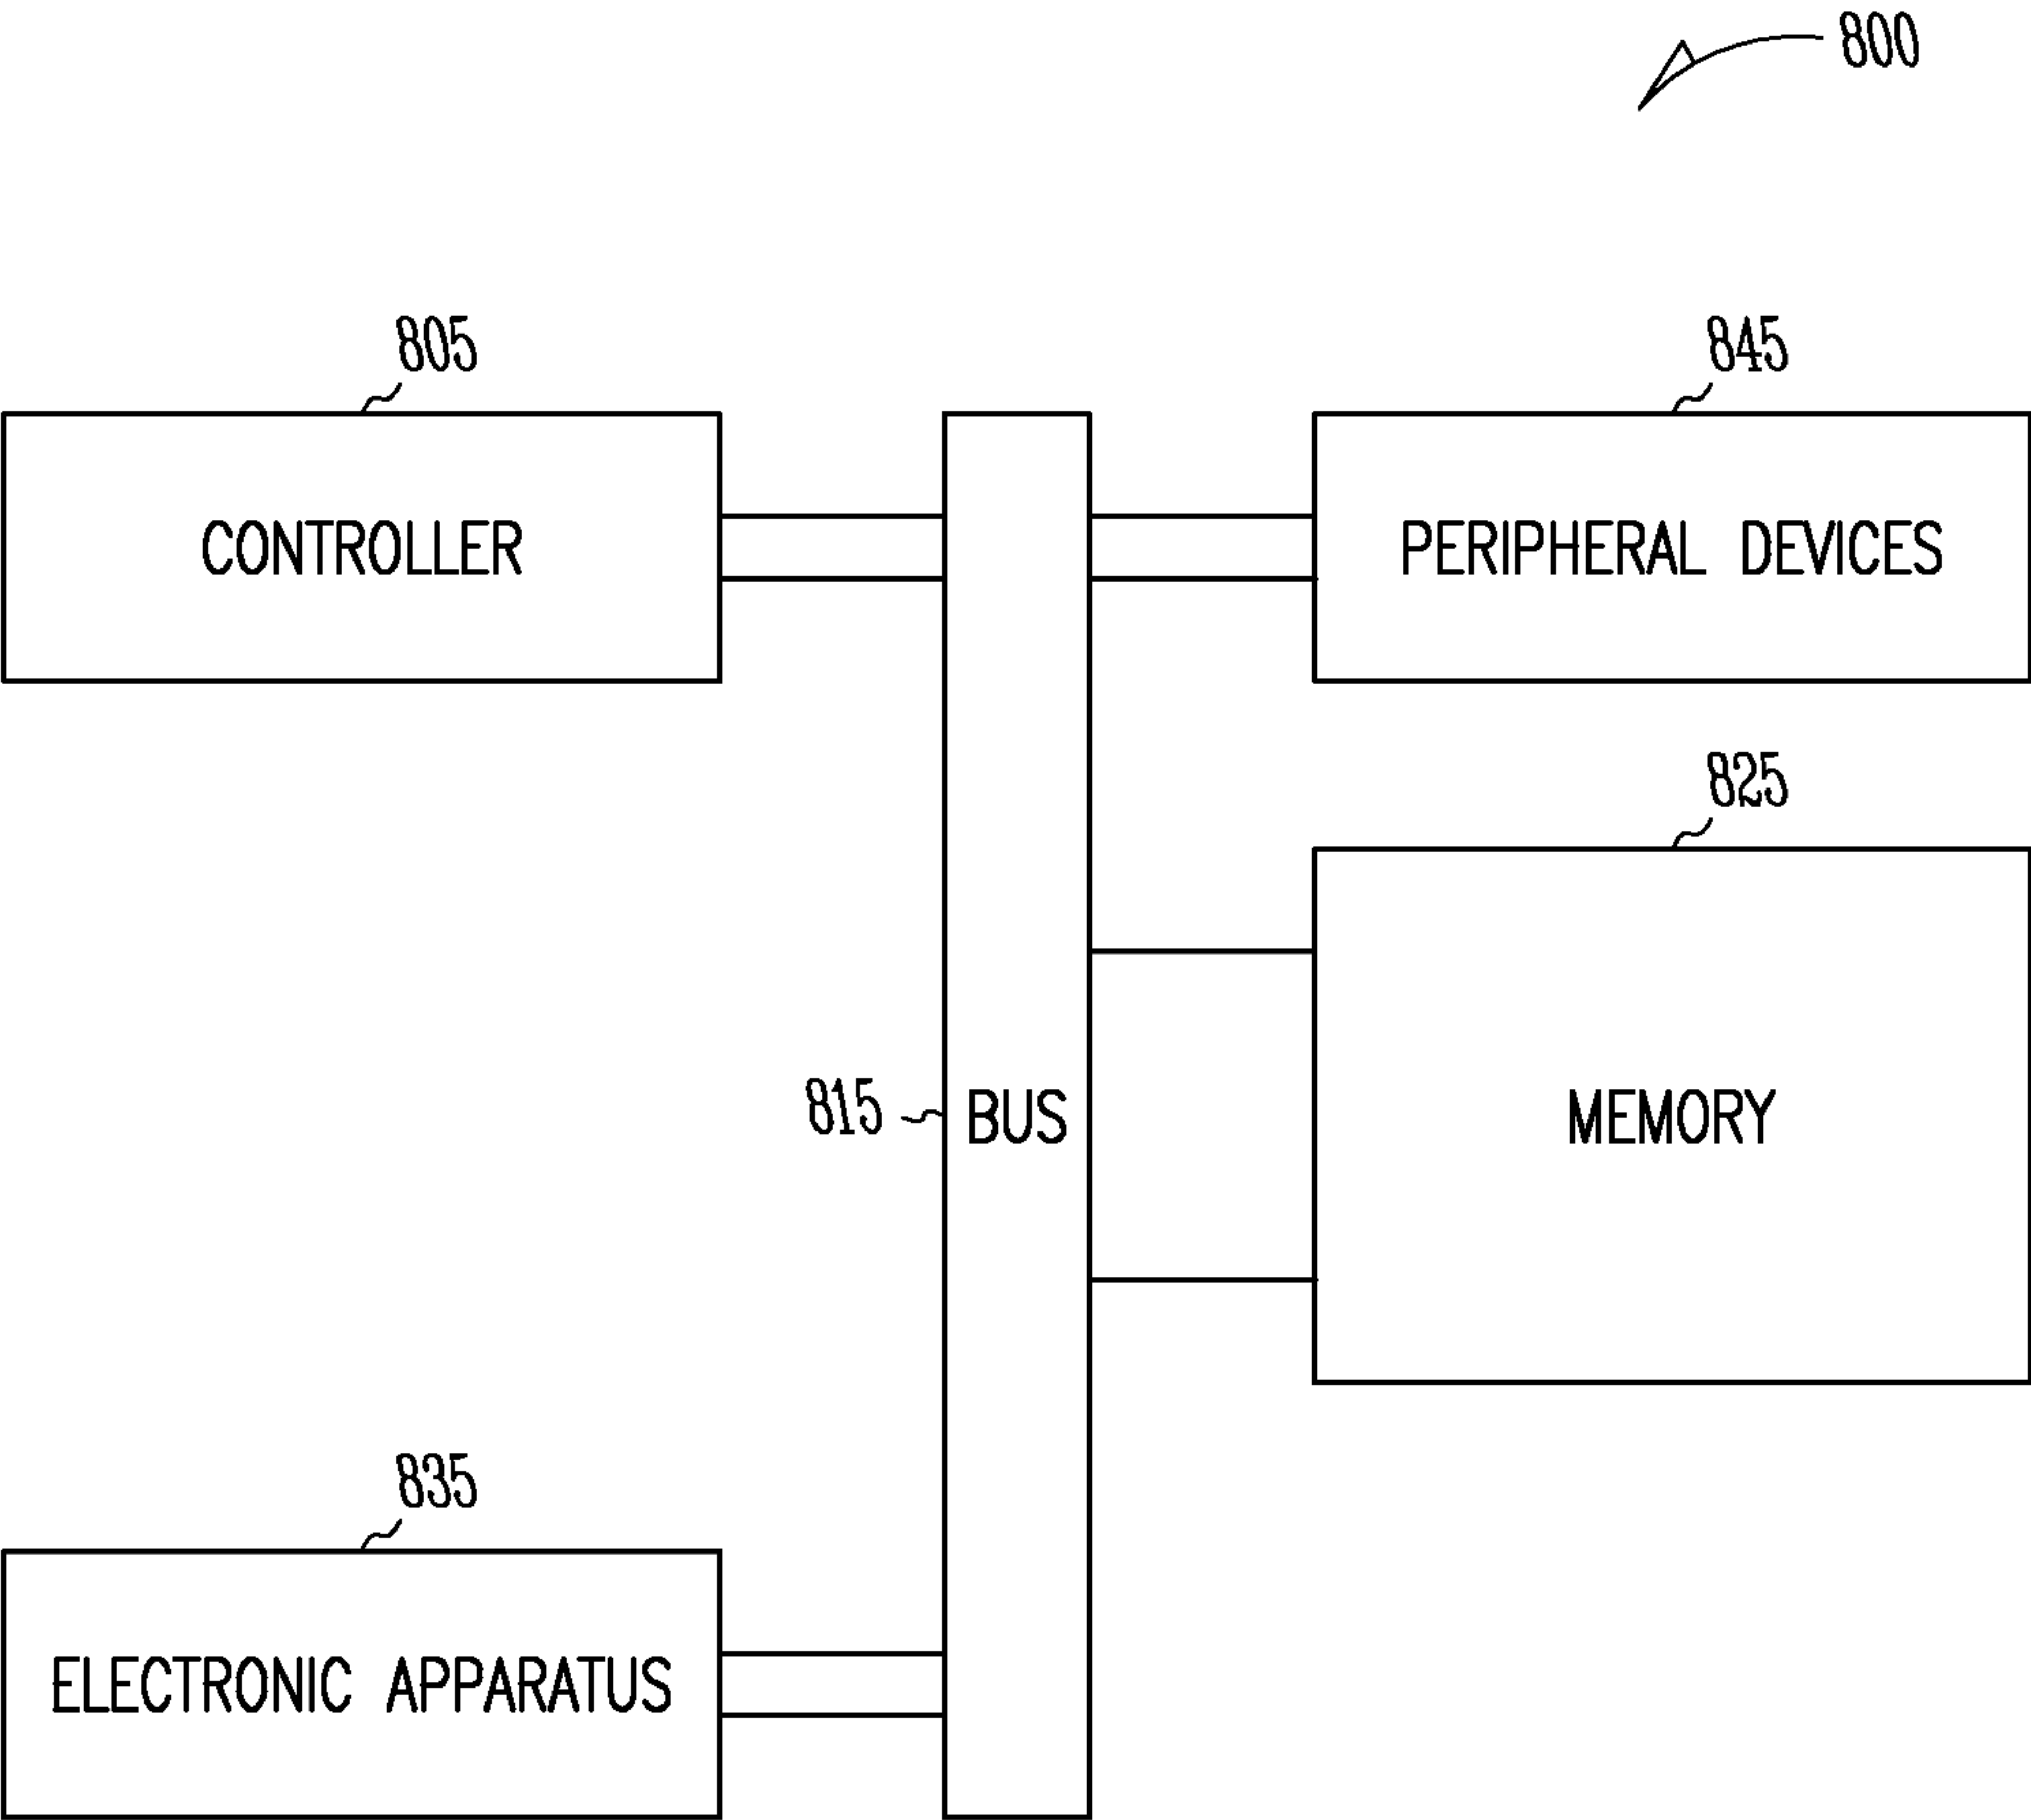 800
805
845
CONTROLLER
PERIPHERAL DEVICES
825
815
BUS
MEMORY
835
ELECTRONIC APPARATUS